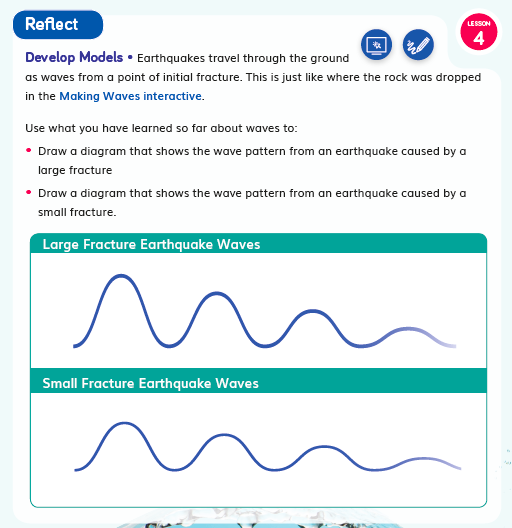 Reflect
LESSON
4
Develop Models • Earthquakes travel through the ground
as waves from a point of initial fracture. This is just like where the rock was dropped
in the Making Waves interactive.
Use what you have learned so far about waves to:
• Draw a diagram that shows the wave pattern from an earthquake caused by a
large fracture
• Draw a diagram that shows the wave pattern from an earthquake caused by a
small fracture.
Large Fracture Earthquake Waves
Small Fracture Earthquake Waves